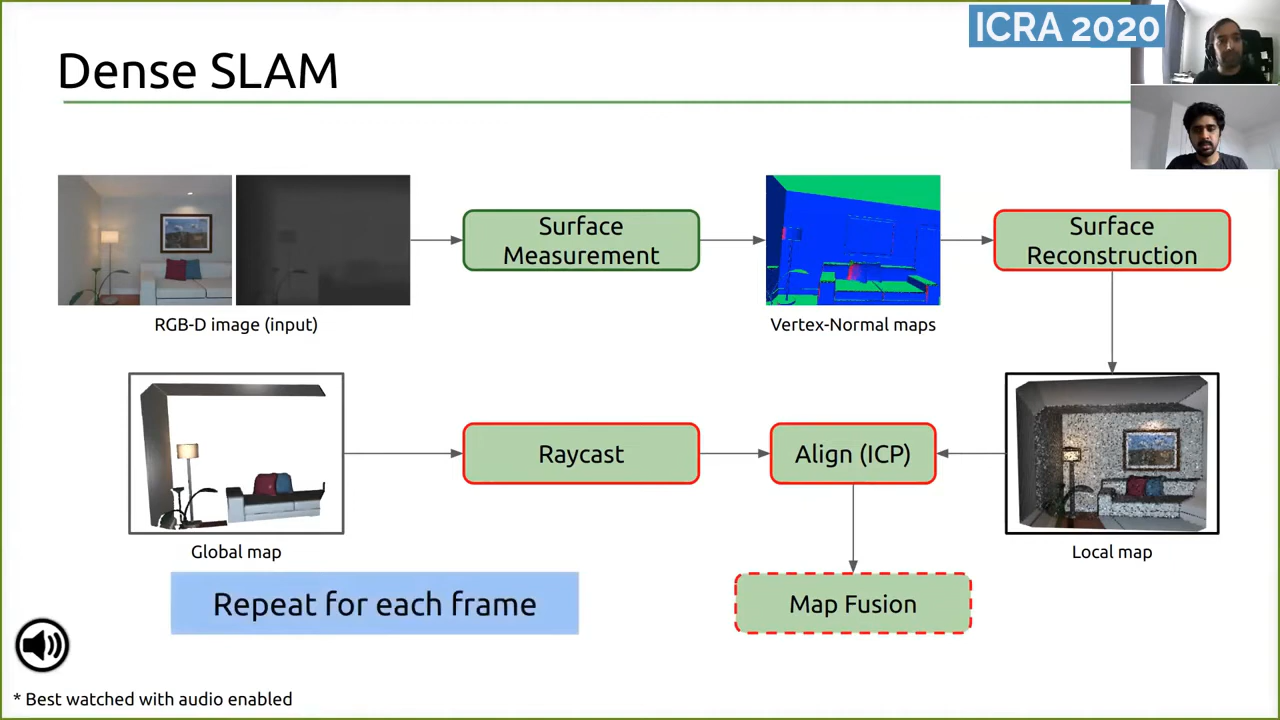 ICRA 2020
Dense SLAM
Surface
Measurement
Surface
Reconstruction
RGB-D image (input)
Vertex-Normal maps
Raycast
Align (ICP)
Global map
Local map
Repeat for each frame
Map Fusion
* Best watched with audio enabled